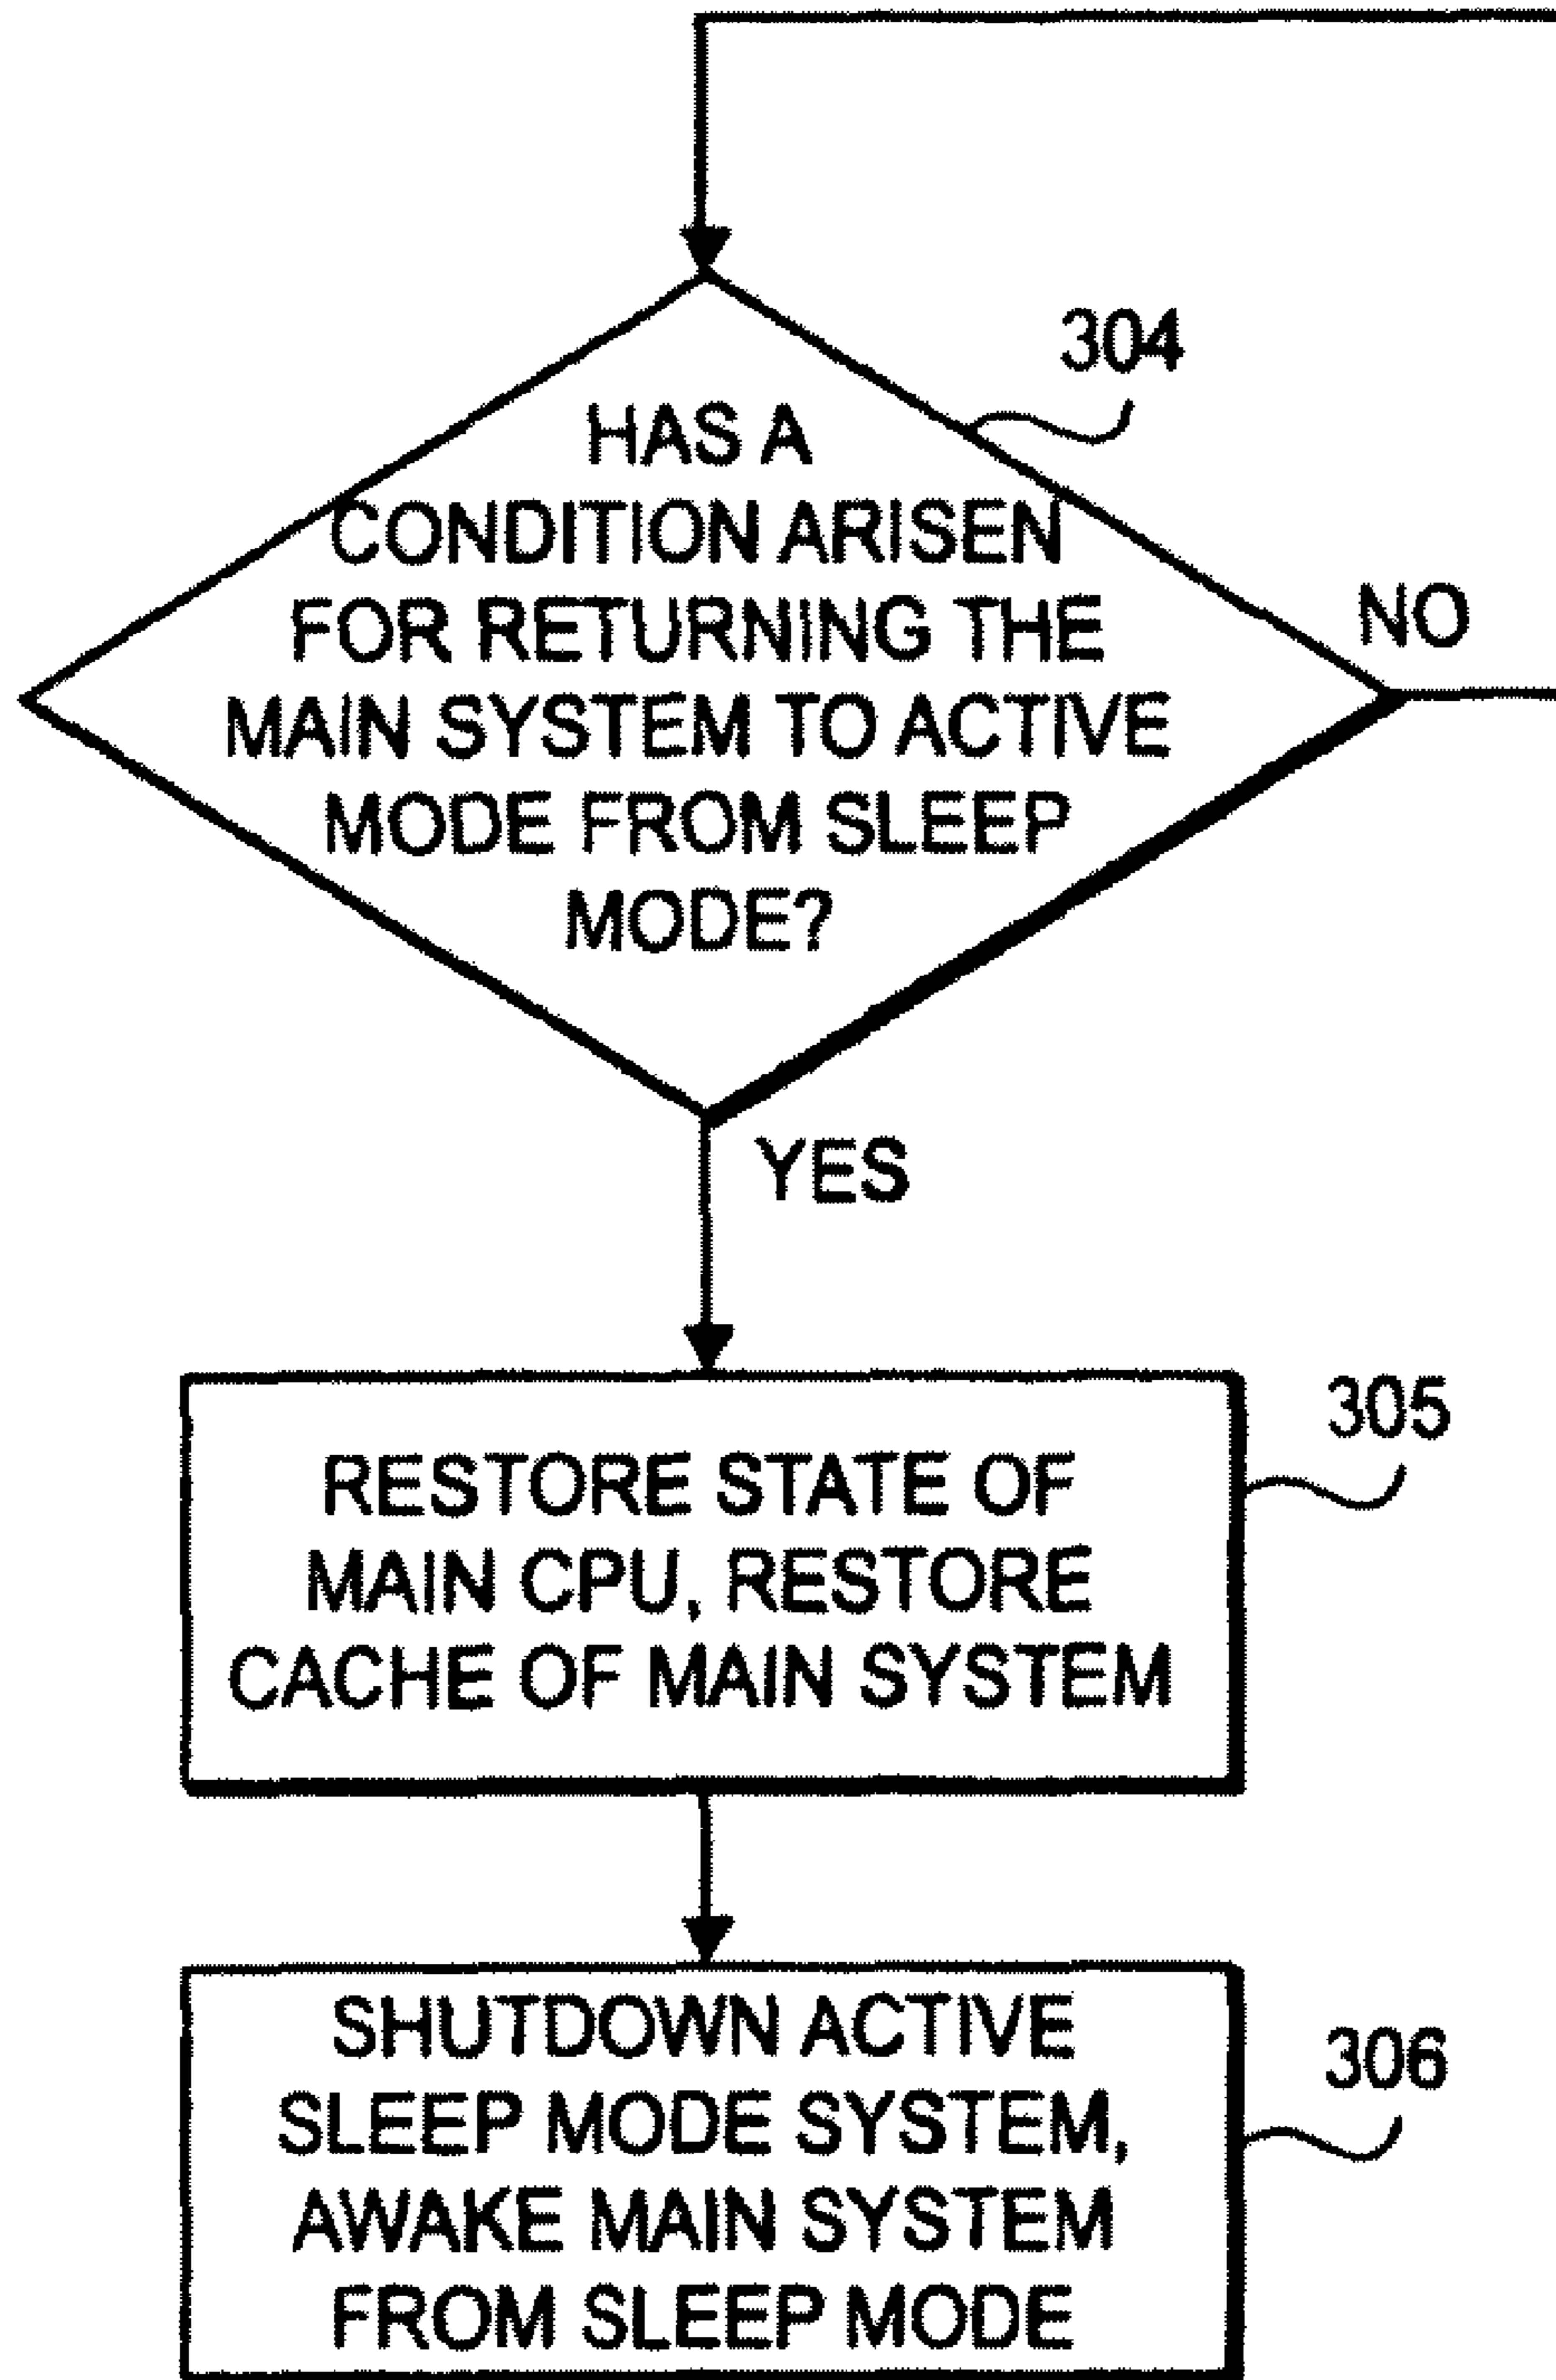 304
HAS A
CONDITION ARISEN
FOR RETURNING THE
MAIN SYSTEM TO ACTIVE
MODE FROM SLEEP
MODE?
NO
YES
305
RESTORE STATE OF
MAIN CPU, RESTORE
CACHE OF MAIN SYSTEM
306
SHUTDOWN ACTIVE
SLEEP MODE SYSTEM,
AWAKE MAIN SYSTEM
FROM SLEEP MODE